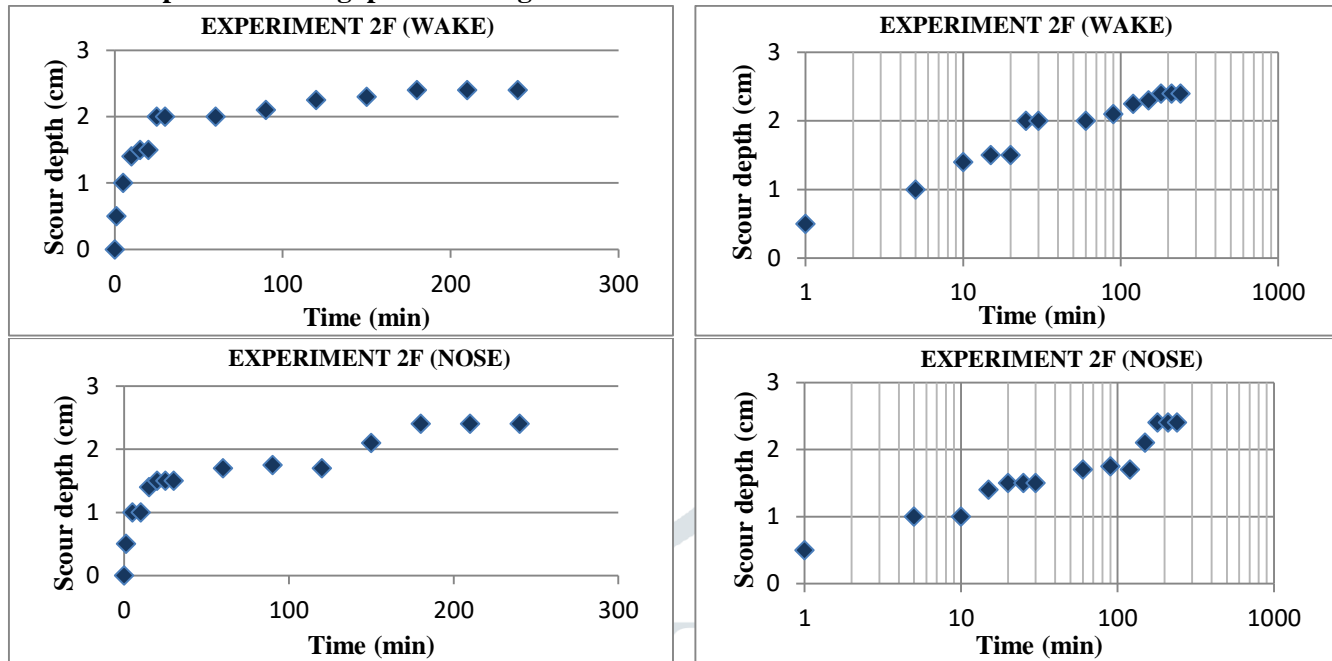 EXPERIMENT 2F (WAKE)
3
2
1
0
0 100 200 300
Scour depth (cm)
Time (min)
EXPERIMENT 2F (WAKE)
3
2
1
0
1 10 100 1000
Scour depth (cm)
Time (min)
EXPERIMENT 2F (NOSE)
3
2
1
0
0 100 200 300
Scour depth (cm)
Time (min)
EXPERIMENT 2F (NOSE)
3
2
1
0
1 10 100 1000
Scour depth (cm)
Time (min)